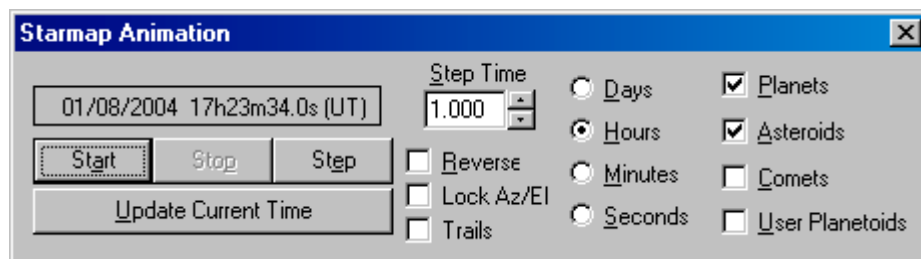 Starmap Animation
01/08/2004 17h23m34.0s (UT)
Start Stop Step
Update Current Time
Step Time
1.000
Reverse
Lock Az/El
Trails
Days
Hours
Minutes
Seconds
Planets
Asteroids
Comets
User Planetoids